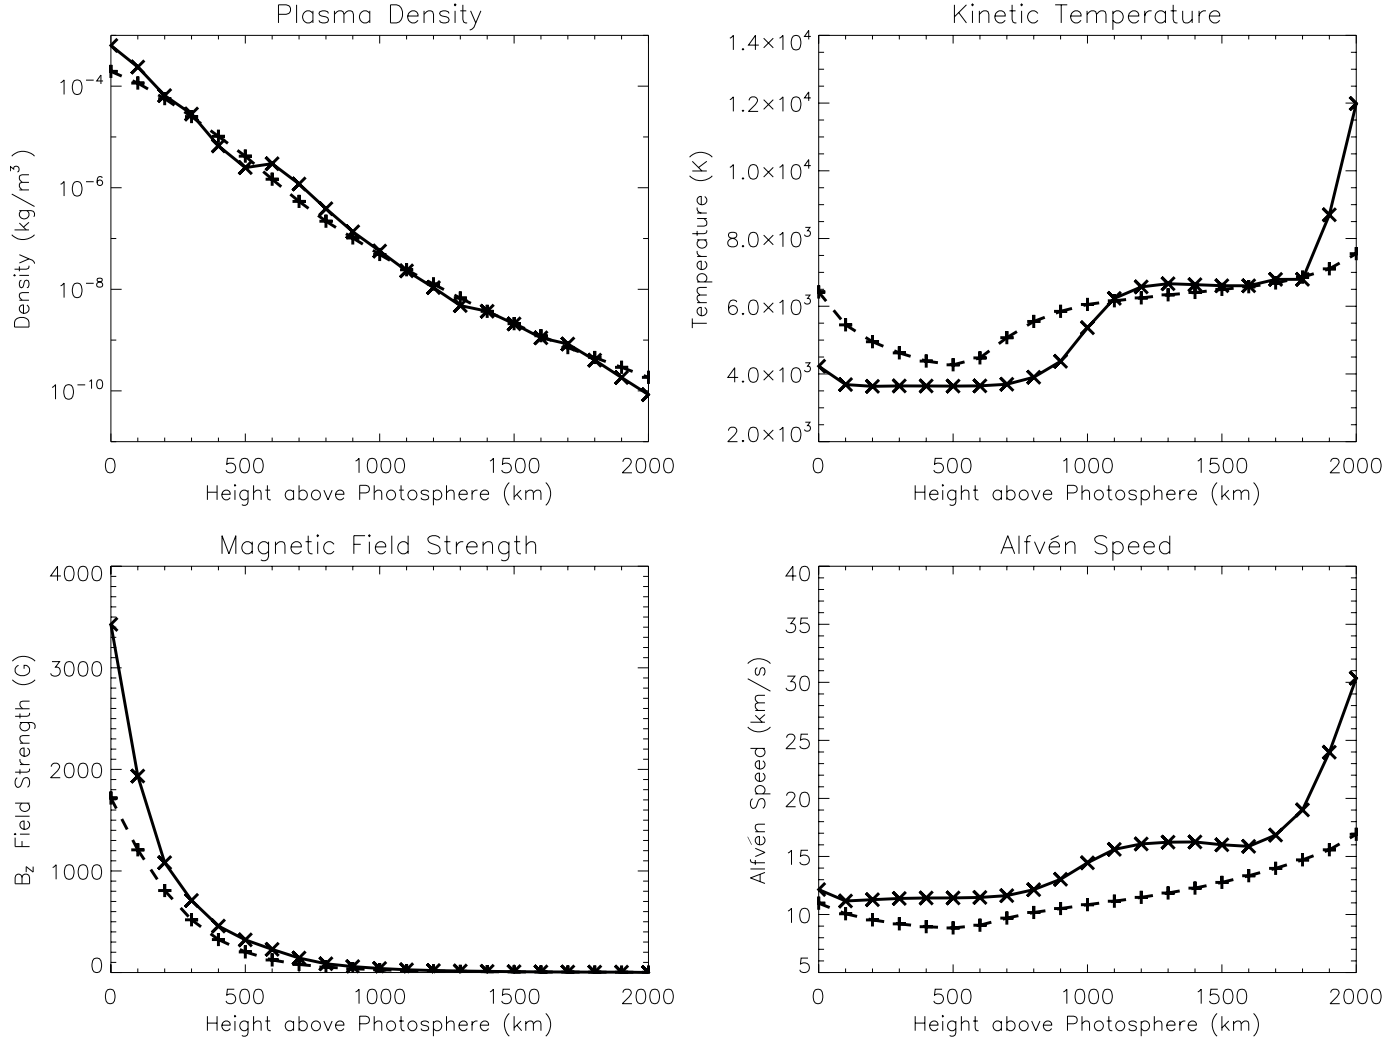 Plasma Density
Density (kg/m³)
10⁻⁴
10⁻⁶
10⁻⁸
10⁻¹⁰
0 500 1000 1500 2000
Height above Photosphere (km)
Kinetic Temperature
Temperature (K)
1.4×10⁴
1.2×10⁴
1.0×10⁴
8.0×10³
6.0×10³
4.0×10³
2.0×10³
0 500 1000 1500 2000
Height above Photosphere (km)
Magnetic Field Strength
B_z Field Strength (G)
4000
3000
2000
1000
0
0 500 1000 1500 2000
Height above Photosphere (km)
Alfvén Speed
Alfvén Speed (km/s)
40
35
30
25
20
15
10
5
0 500 1000 1500 2000
Height above Photosphere (km)